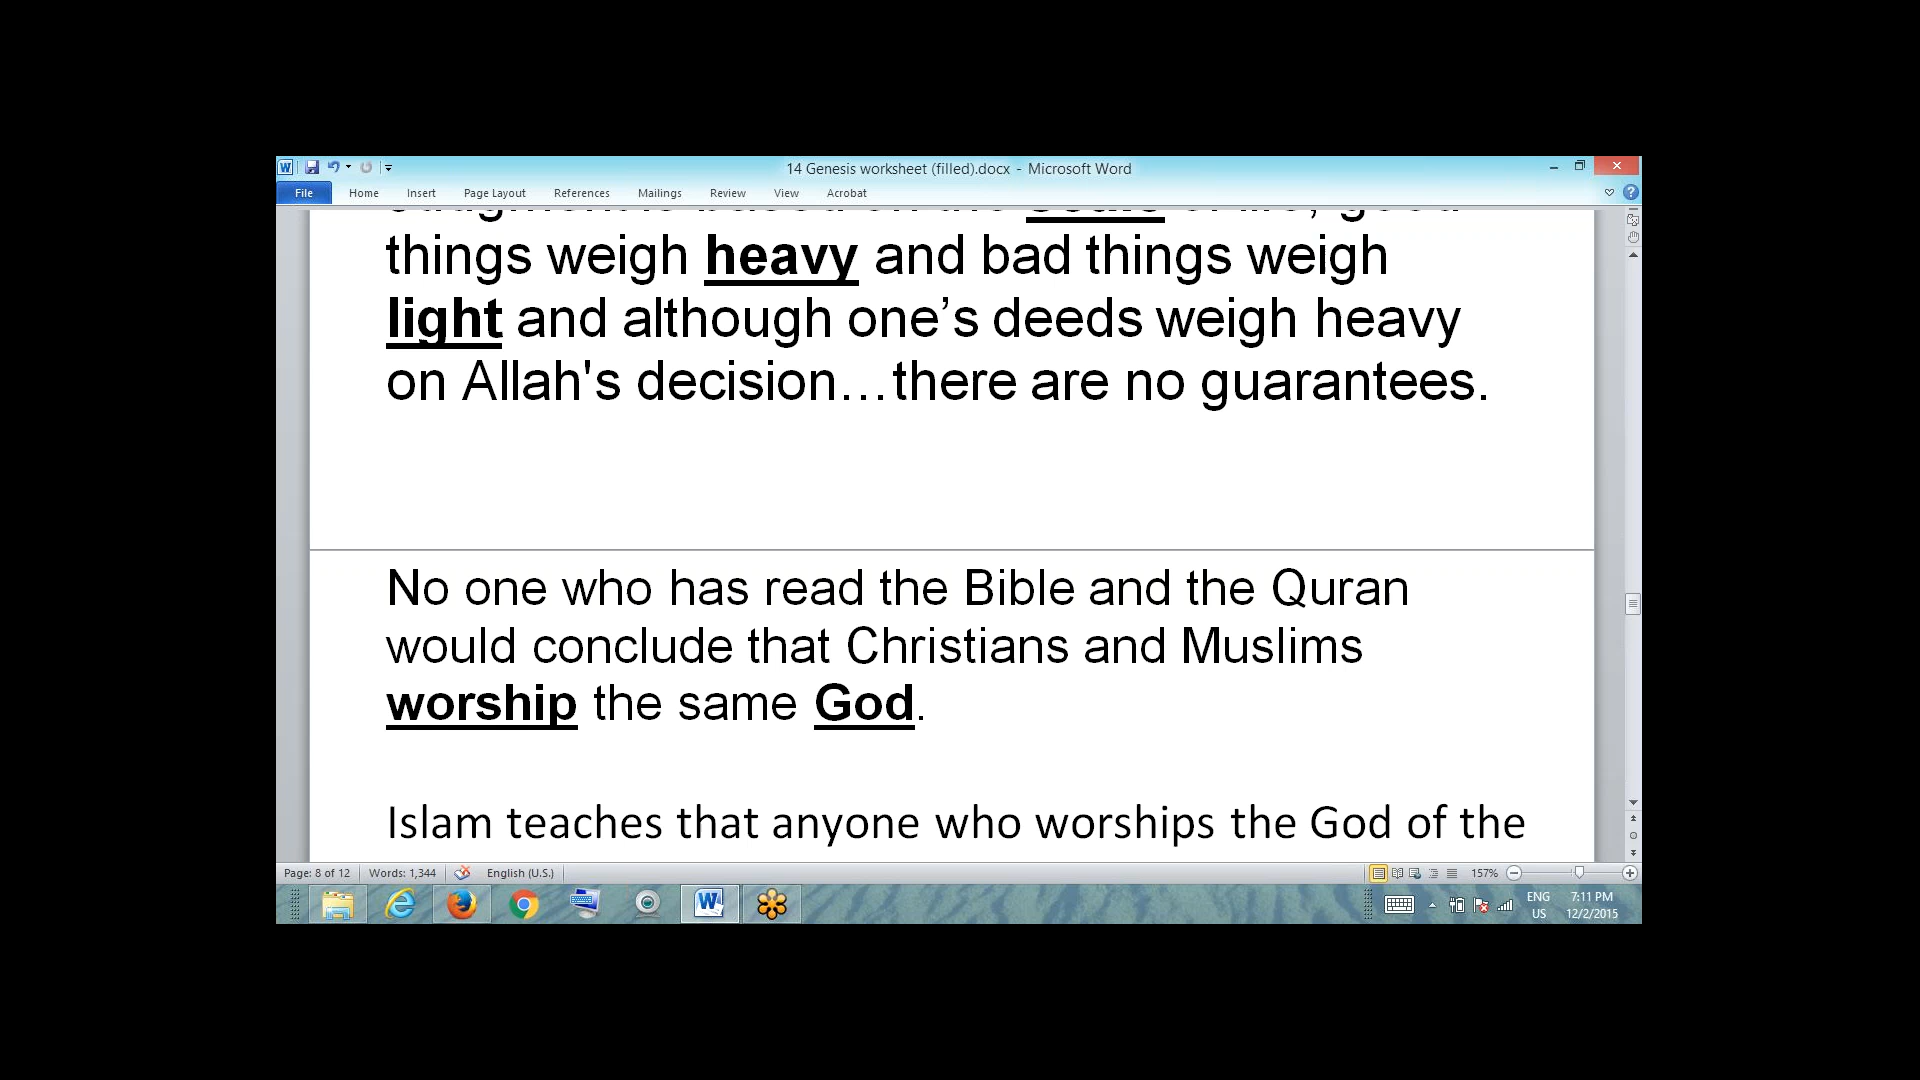 14 Genesis worksheet (filled).docx - Microsoft Word
File Home Insert Page Layout References Mailings Review View Acrobat
things weigh heavy and bad things weigh
light and although one’s deeds weigh heavy
on Allah's decision…there are no guarantees.
No one who has read the Bible and the Quran
would conclude that Christians and Muslims
worship the same God.
Islam teaches that anyone who worships the God of the
Page: 8 of 12 Words: 1,344 English (U.S.) 157%
ENG 7:11 PM
US 12/2/2015